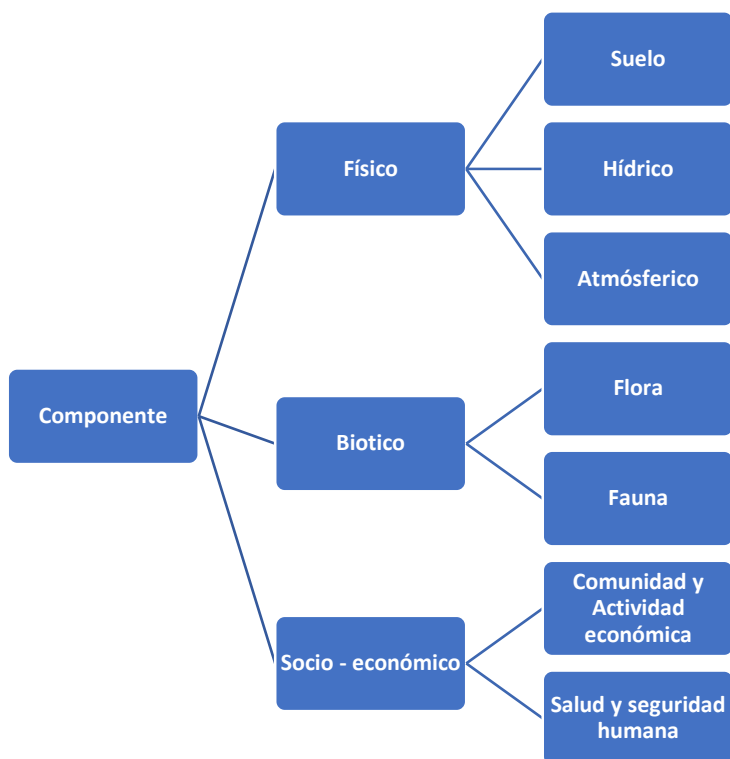 Componente
Físico
Suelo
Hídrico
Atmósferico
Biotico
Flora
Fauna
Socio - económico
Comunidad y
Actividad
económica
Salud y seguridad
humana